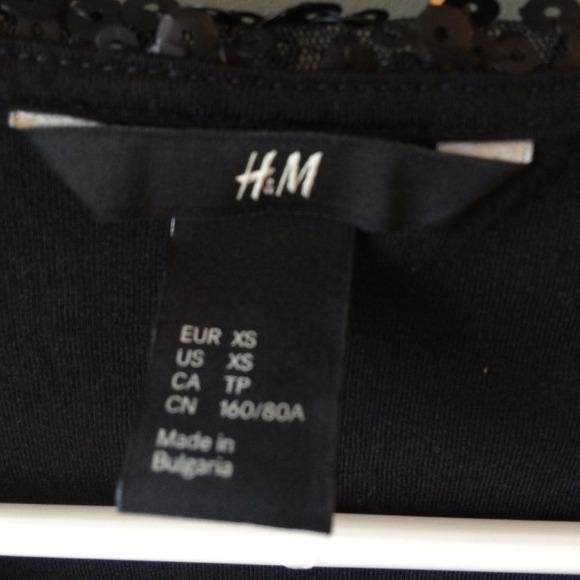 H&M
EUR XS
US XS
CA TP
CN 160/80A
Made in
Bulgaria